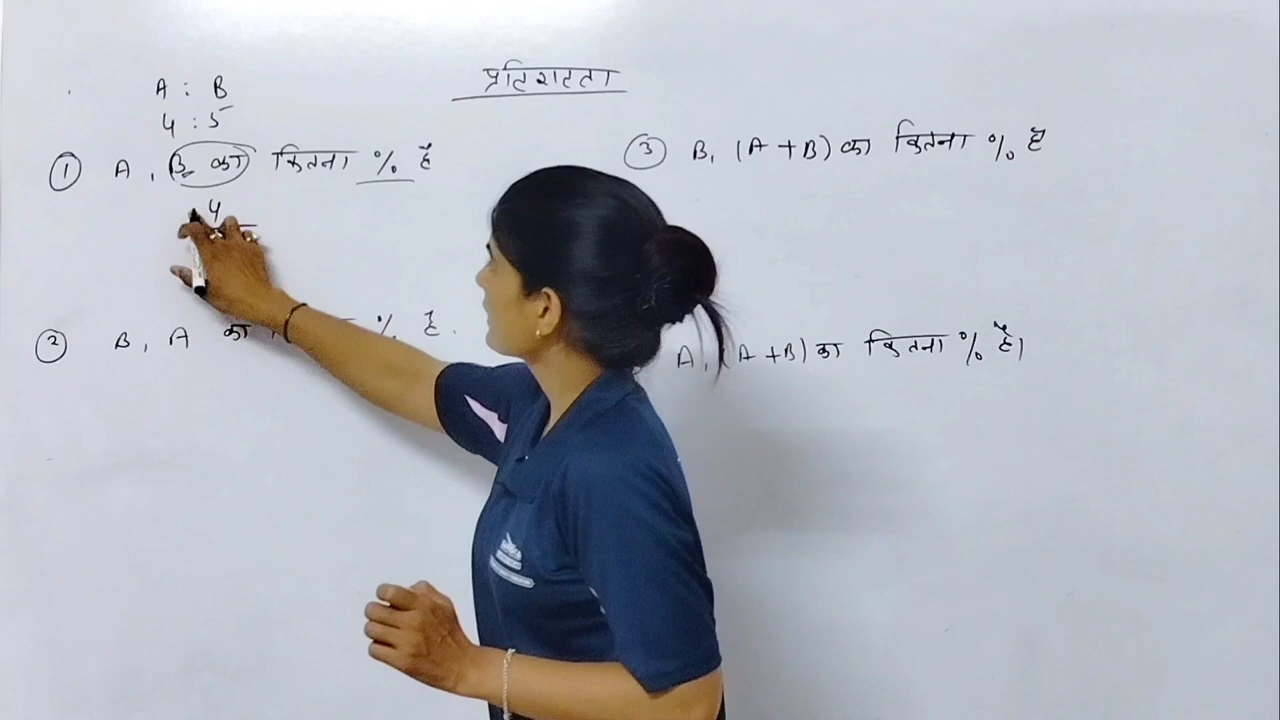 प्रतिशतता
A : B
4 : 5
① A, B का कितना % है
4
② B, A का % है.
③ B, (A+B) का कितना % है
A, (A+B) का कितना % है।